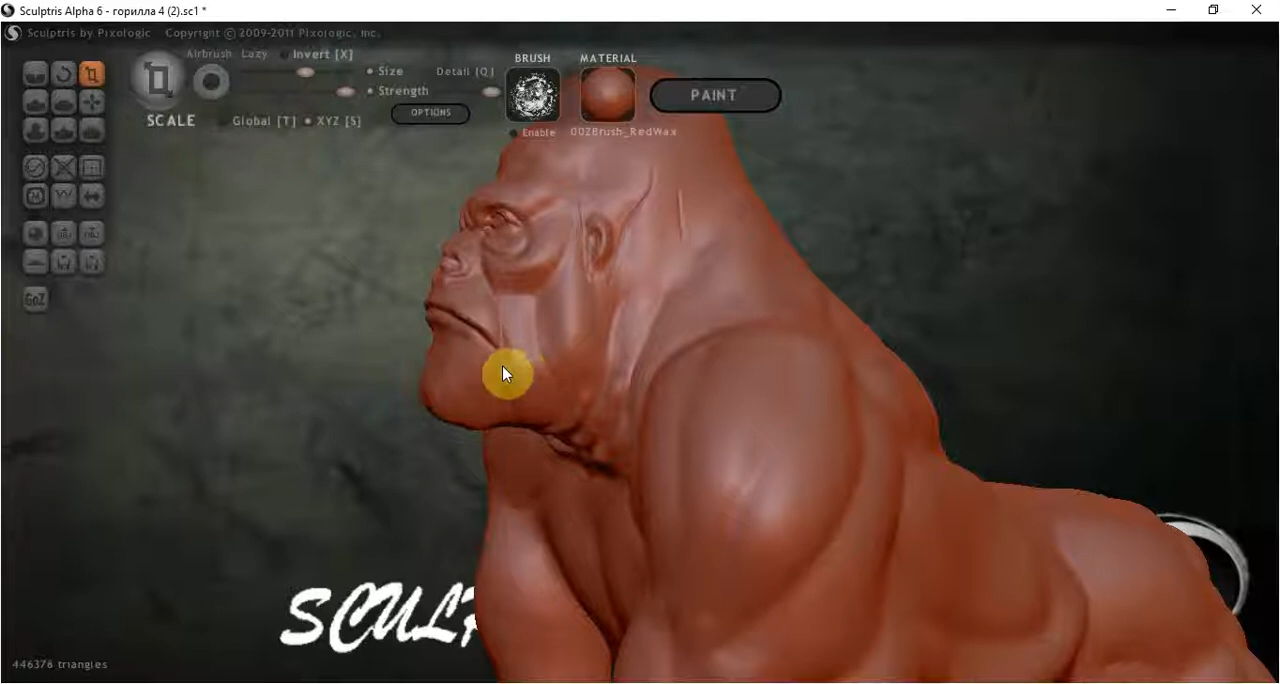 Sculptris Alpha 6 - горилла 4 (2).sc1 *
Sculptris by Pixologic Copyright © 2009-2011 Pixologic, Inc.
Airbrush Lazy Invert [X]
BRUSH MATERIAL
Size Detail [Q]
Strength
PAINT
OPTIONS
SCALE Global [T] XYZ [S]
Enable 002Brush_RedWax
GoZ
SCUL
446376 triangles